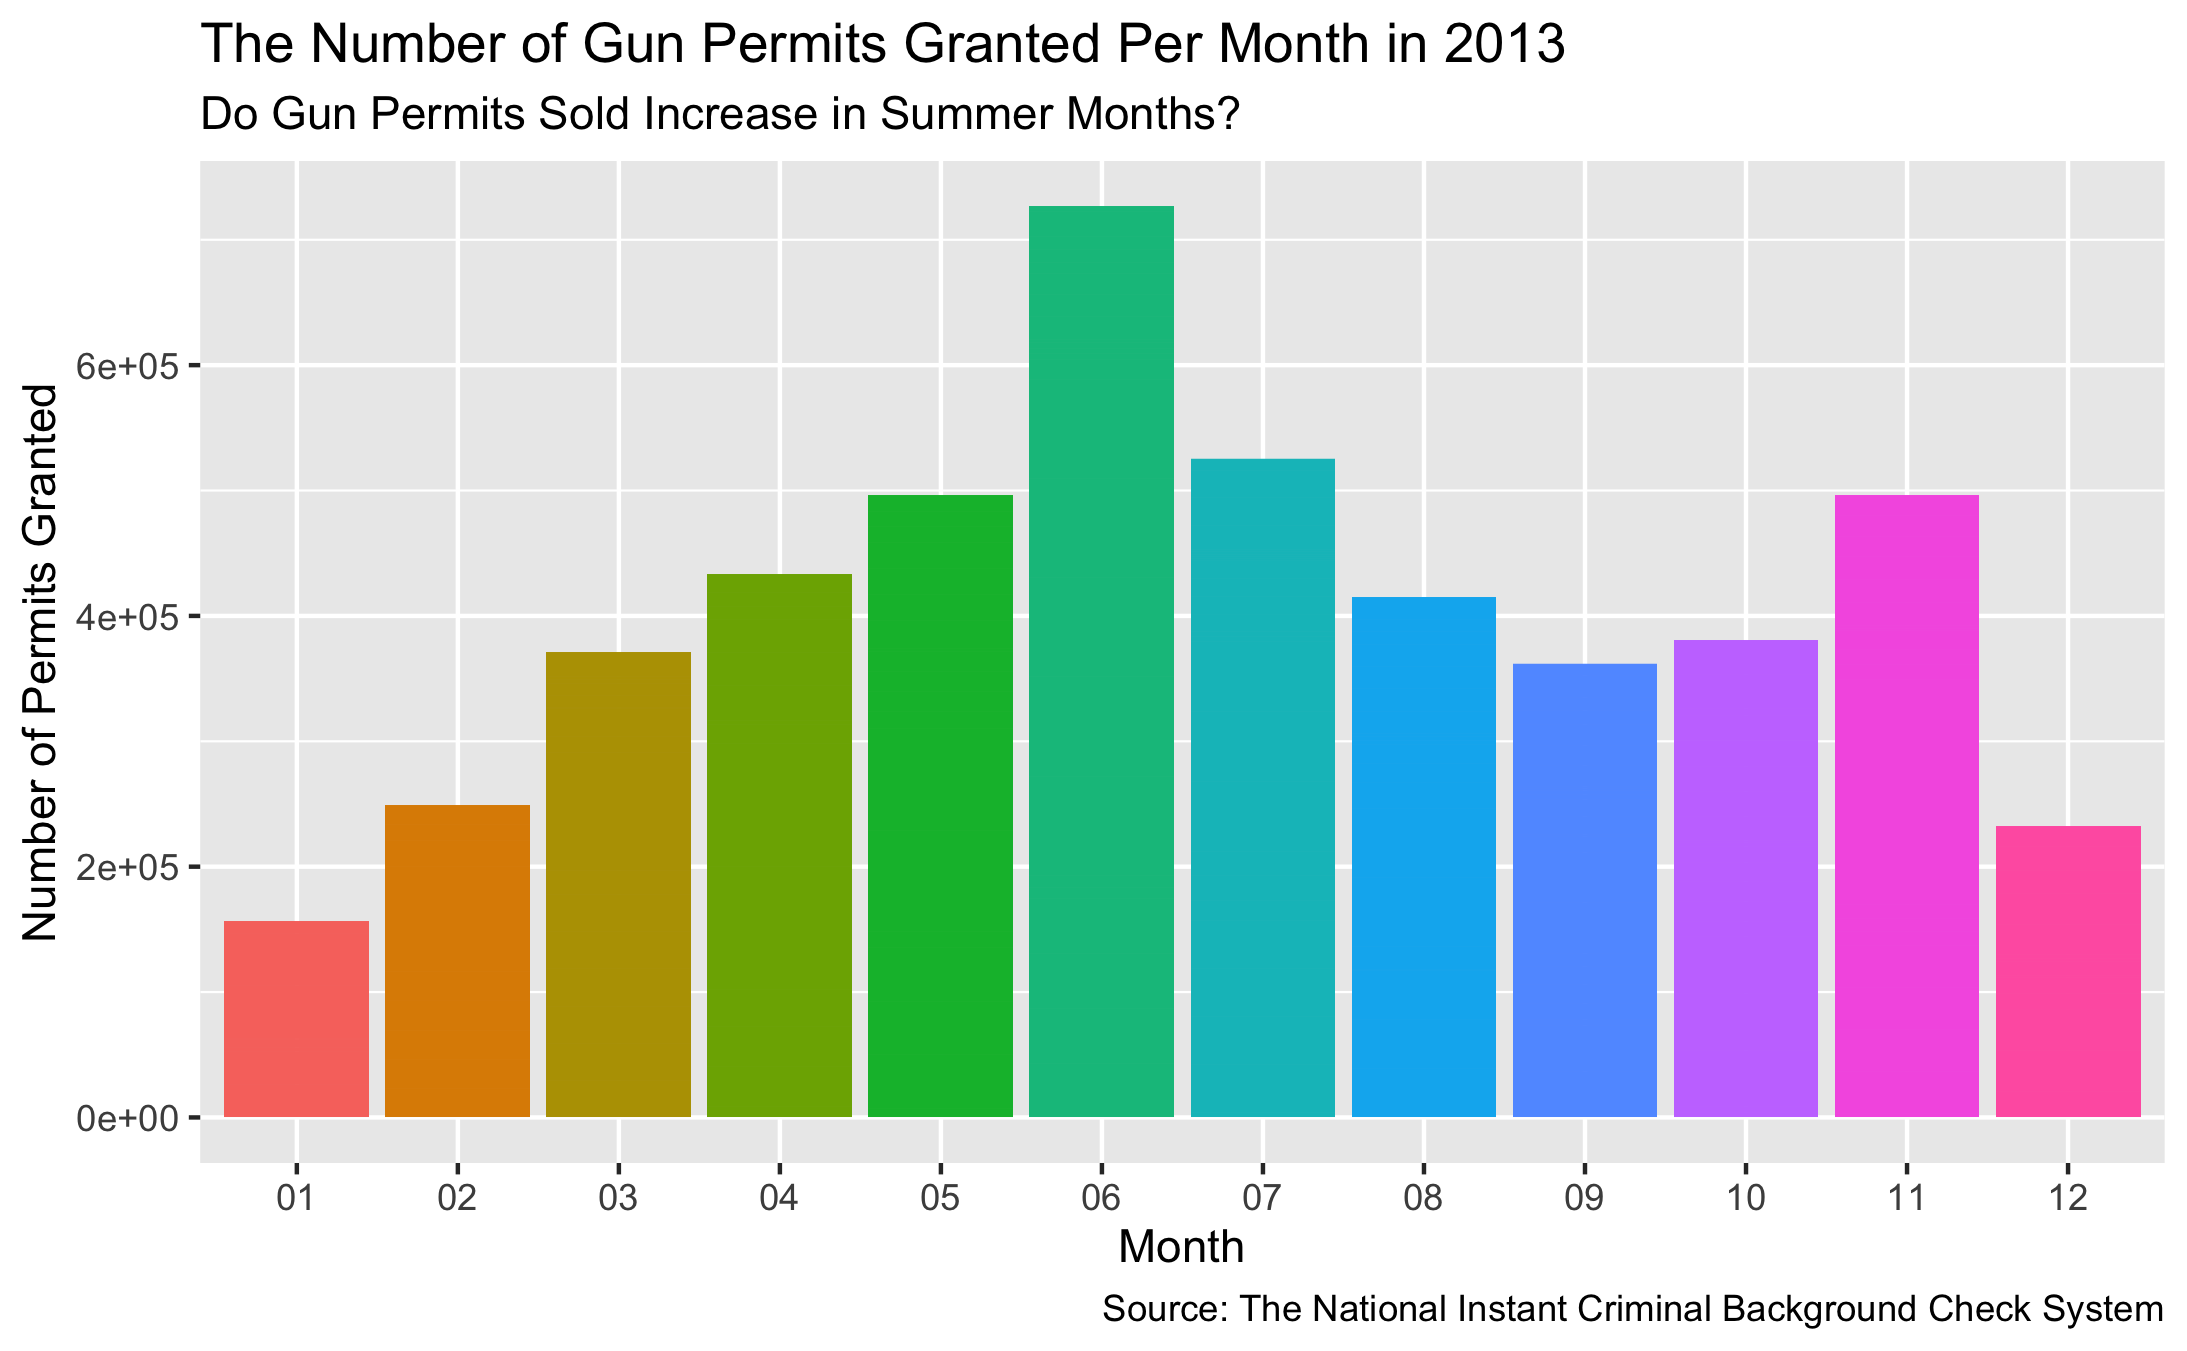 The Number of Gun Permits Granted Per Month in 2013
Do Gun Permits Sold Increase in Summer Months?
Number of Permits Granted
6e+05
4e+05
2e+05
0e+00
01 02 03 04 05 06 07 08 09 10 11 12
Month
Source: The National Instant Criminal Background Check System